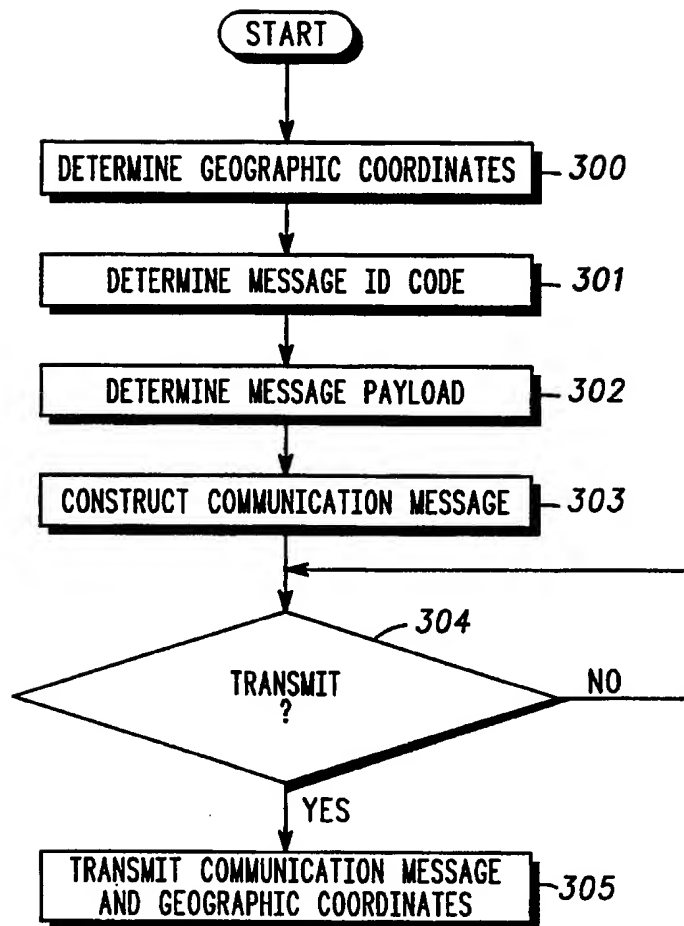 START
DETERMINE GEOGRAPHIC COORDINATES
300
DETERMINE MESSAGE ID CODE
301
DETERMINE MESSAGE PAYLOAD
302
CONSTRUCT COMMUNICATION MESSAGE
303
304
TRANSMIT
?
NO
YES
TRANSMIT COMMUNICATION MESSAGE
AND GEOGRAPHIC COORDINATES
305